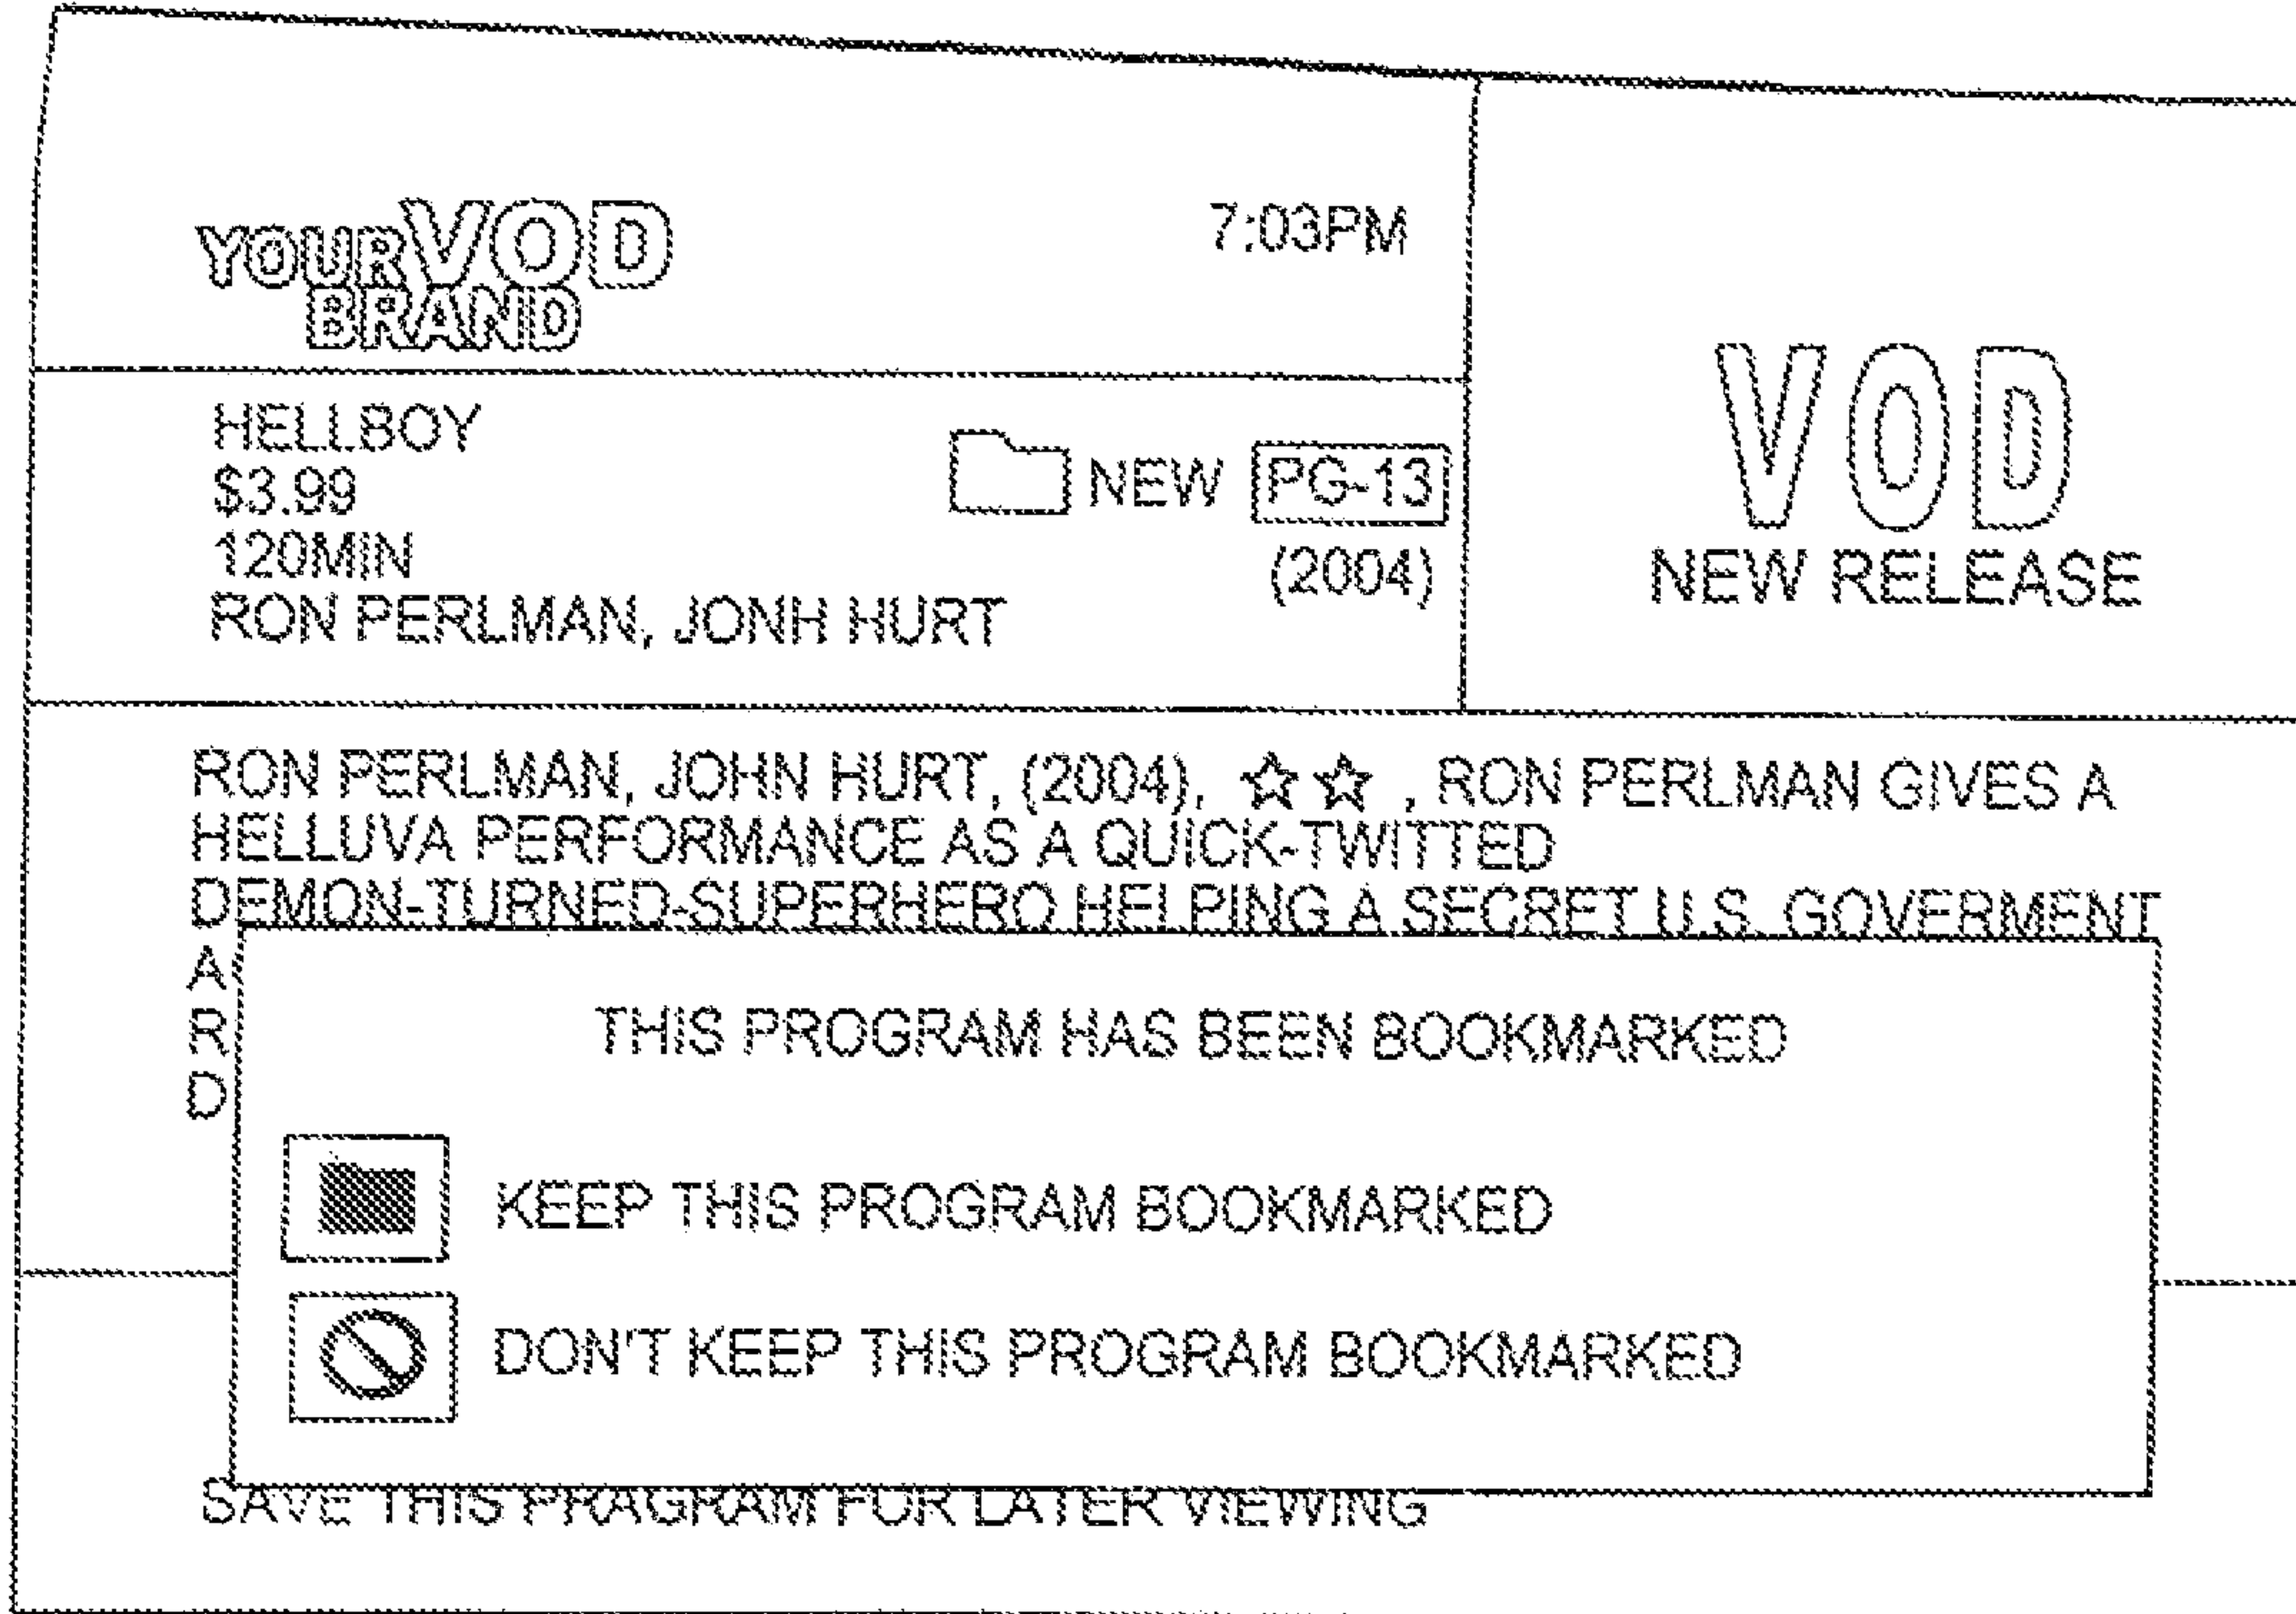 YOUR VOD
BRAND
7:03PM
HELLBOY
$3.99
120MIN
RON PERLMAN, JONH HURT
NEW PG-13
(2004)
VOD
NEW RELEASE
RON PERLMAN, JOHN HURT, (2004), ☆☆ , RON PERLMAN GIVES A
HELLUVA PERFORMANCE AS A QUICK-TWITTED
DEMON-TURNED-SUPERHERO HELPING A SECRET U.S. GOVERMENT
A
R
D
THIS PROGRAM HAS BEEN BOOKMARKED
KEEP THIS PROGRAM BOOKMARKED
DON'T KEEP THIS PROGRAM BOOKMARKED
SAVE THIS PRAGRAM FOR LATER VIEWING